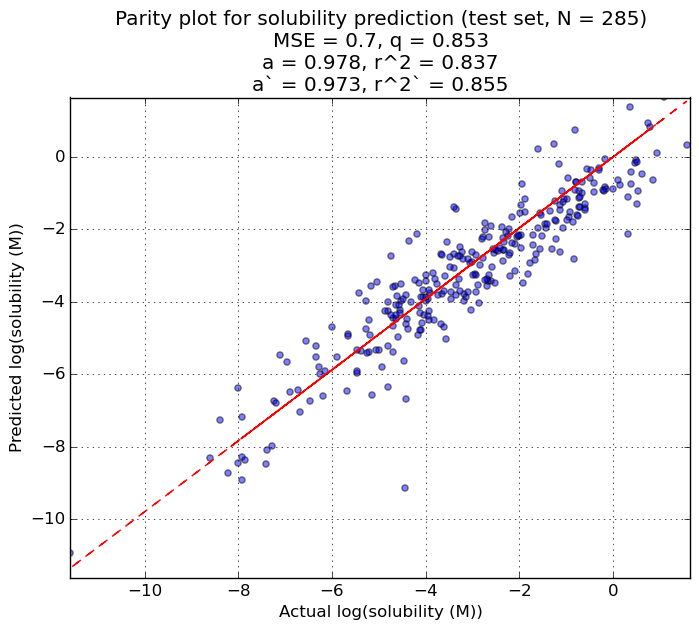 Parity plot for solubility prediction (test set, N = 285)
MSE = 0.7, q = 0.853
a = 0.978, r^2 = 0.837
a` = 0.973, r^2` = 0.855
Predicted log(solubility (M))
0
−2
−4
−6
−8
−10
−10 −8 −6 −4 −2 0
Actual log(solubility (M))